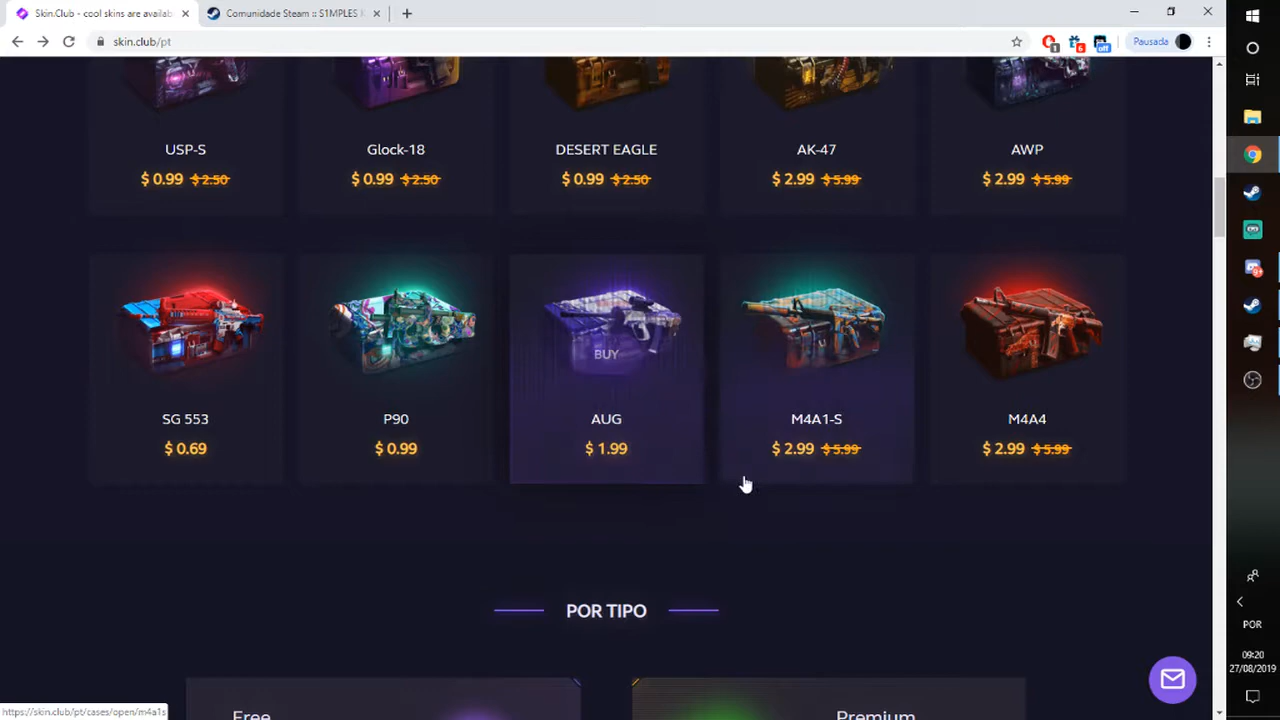 Skin.Club - cool skins are availab
Comunidade Steam :: S1MPLES
skin.club/pt
1
6
off
Pausada
USP-S
Glock-18
DESERT EAGLE
AK-47
AWP
$ 0.99 $ 2.50
$ 0.99 $ 2.50
$ 0.99 $ 2.50
$ 2.99 $ 5.99
$ 2.99 $ 5.99
BUY
SG 553
P90
AUG
M4A1-S
M4A4
$ 0.69
$ 0.99
$ 1.99
$ 2.99 $ 5.99
$ 2.99 $ 5.99
POR TIPO
Free
Premium
https://skin.club/pt/cases/open/m4a1s
POR
09:20
27/08/2019